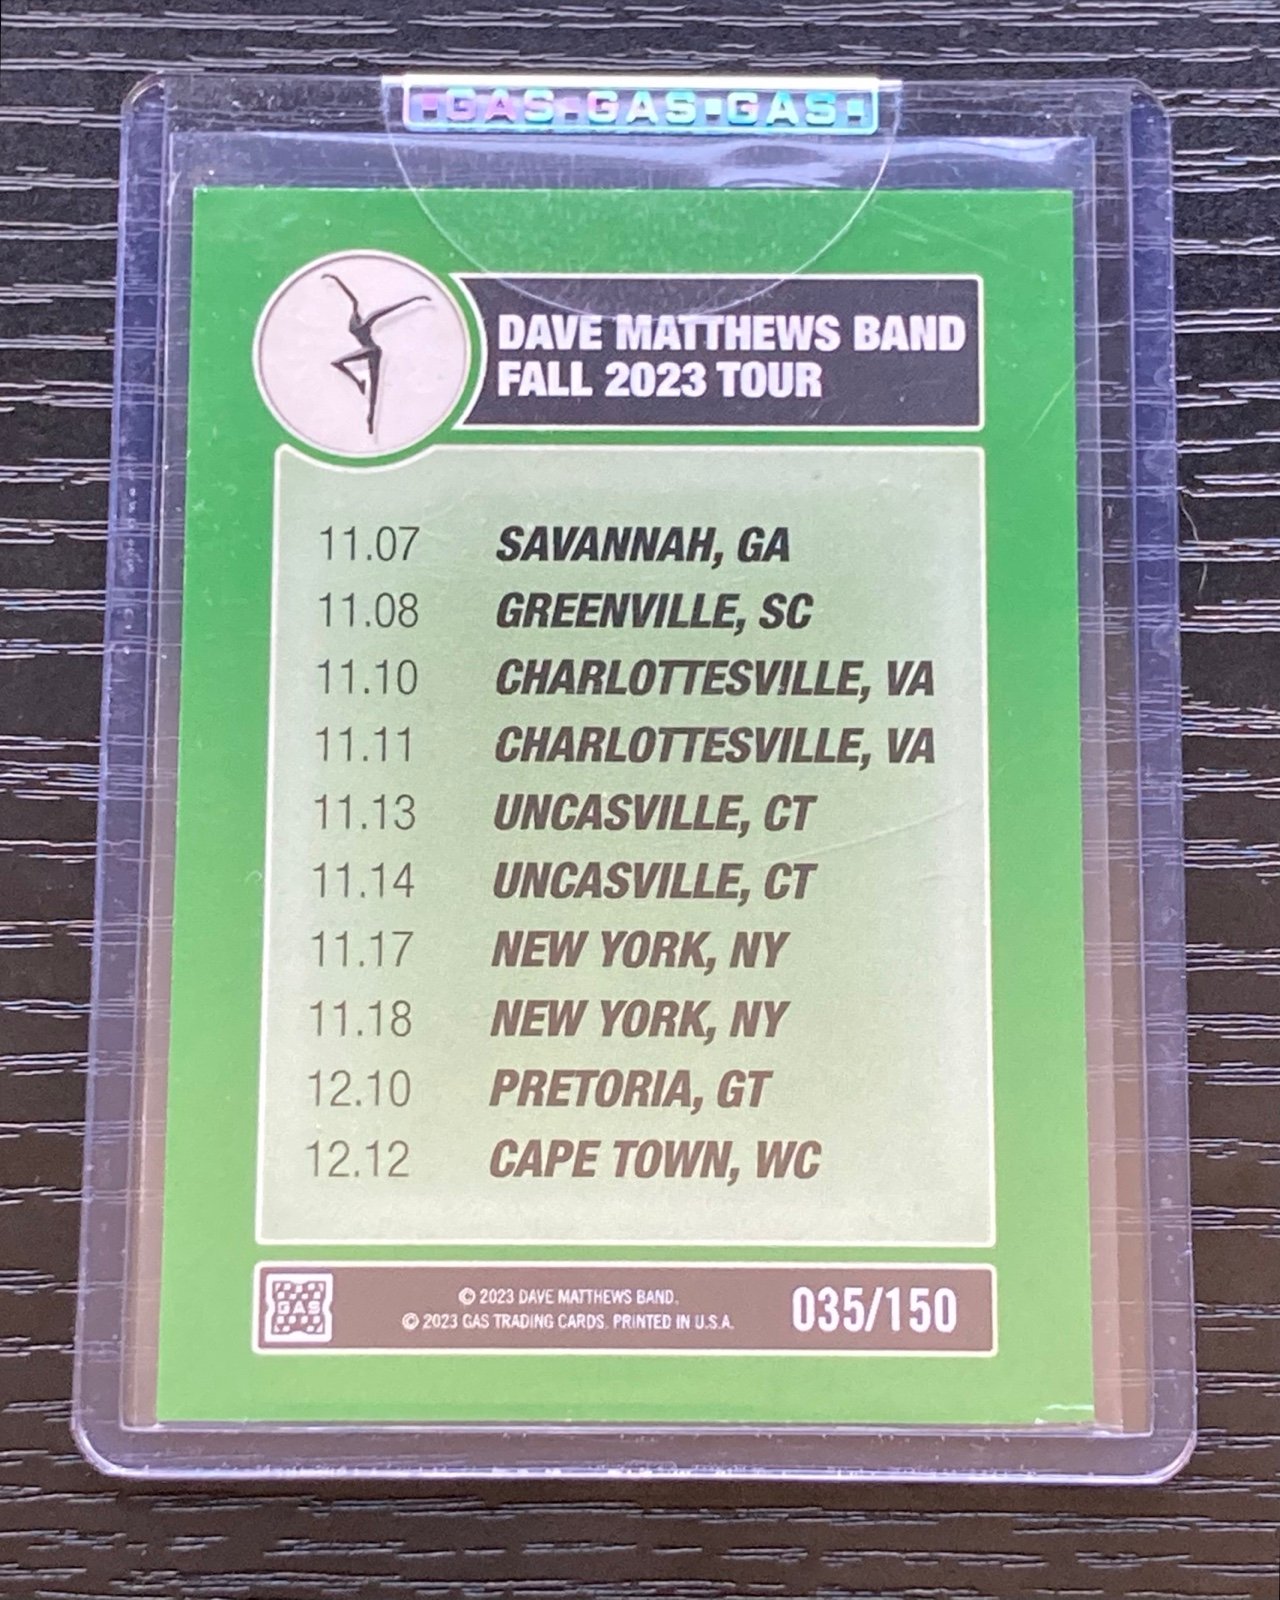 GAS GAS GAS
DAVE MATTHEWS BAND
FALL 2023 TOUR
11.07 SAVANNAH, GA
11.08 GREENVILLE, SC
11.10 CHARLOTTESVILLE, VA
11.11 CHARLOTTESVILLE, VA
11.13 UNCASVILLE, CT
11.14 UNCASVILLE, CT
11.17 NEW YORK, NY
11.18 NEW YORK, NY
12.10 PRETORIA, GT
12.12 CAPE TOWN, WC
GAS
© 2023 DAVE MATTHEWS BAND.
© 2023 GAS TRADING CARDS. PRINTED IN U.S.A.
035/150